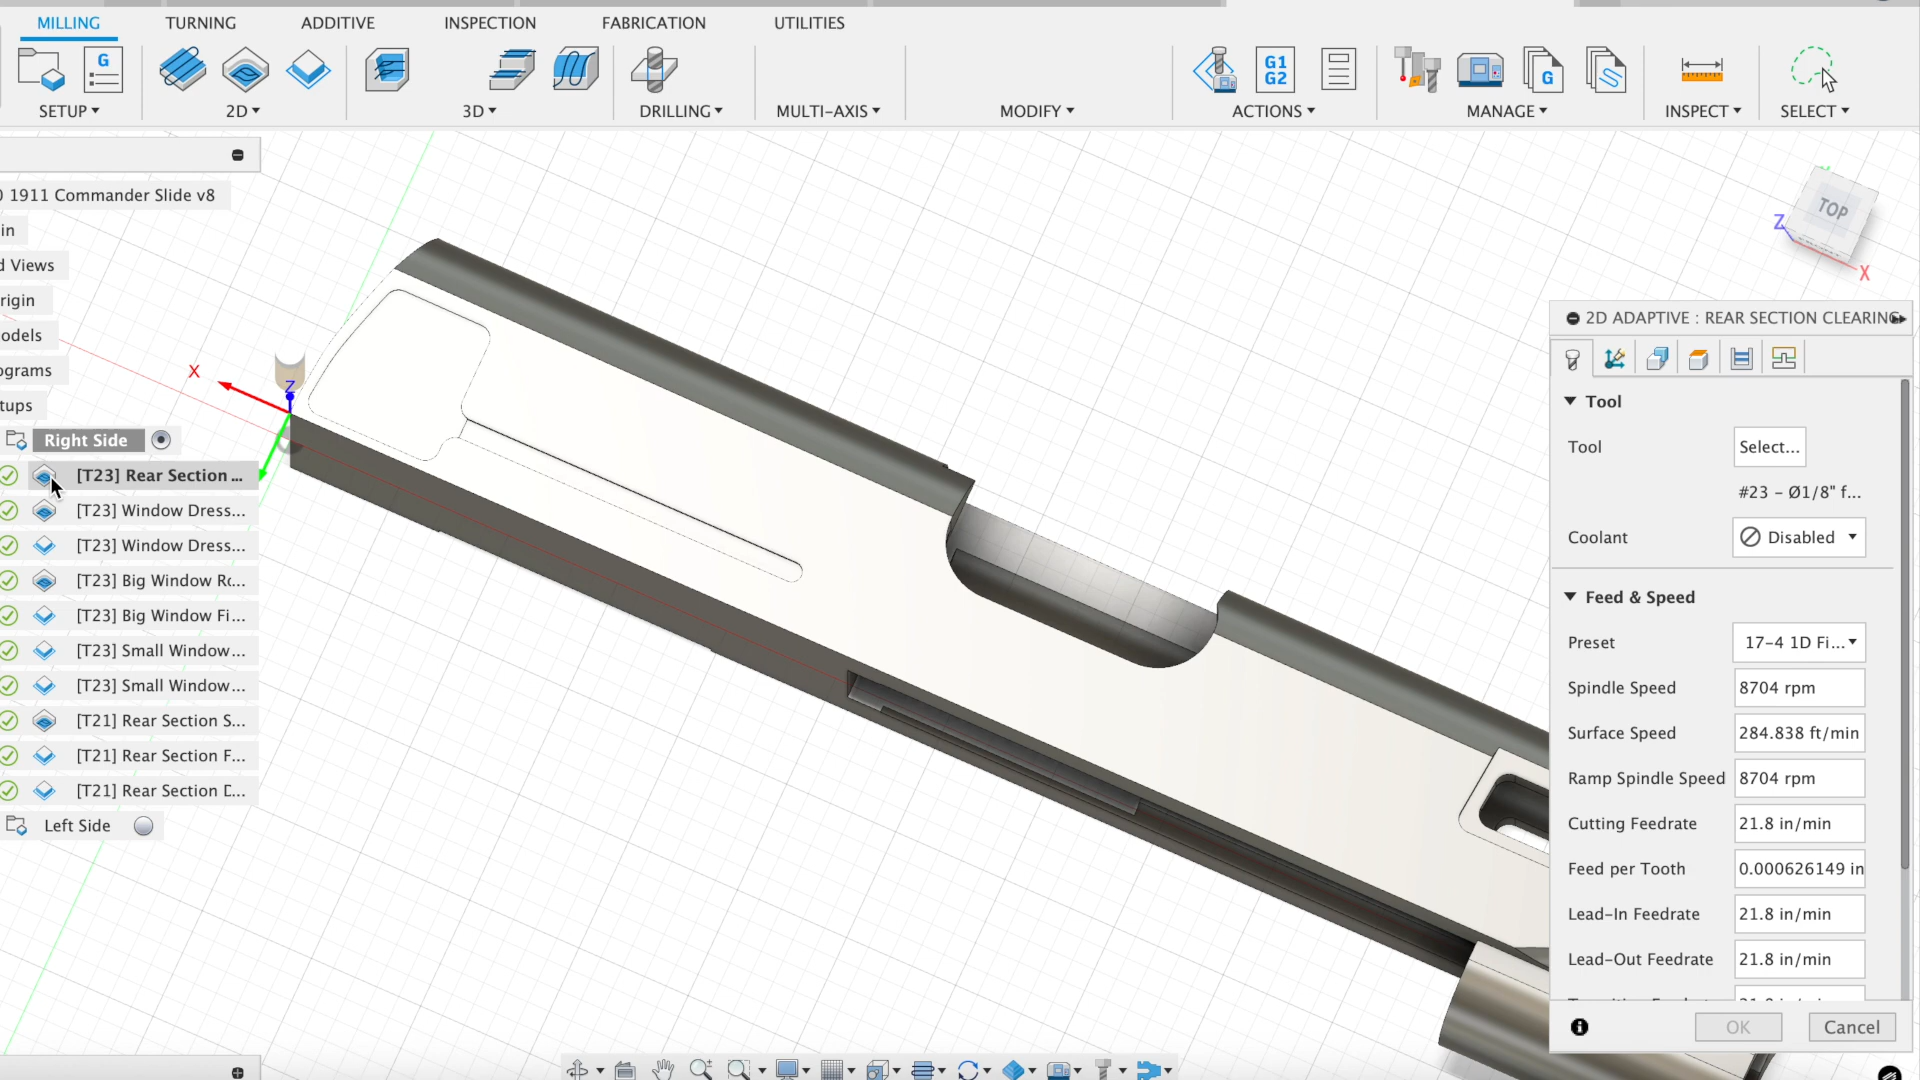 MILLING TURNING ADDITIVE INSPECTION FABRICATION UTILITIES
G G1 G2 G
SETUP 2D 3D DRILLING MULTI-AXIS MODIFY ACTIONS MANAGE INSPECT SELECT
1911 Commander Slide v8
in
d Views
rigin
odels
ograms
tups
Right Side
[T23] Rear Section ...
[T23] Window Dress...
[T23] Window Dress...
[T23] Big Window Ro...
[T23] Big Window Fi...
[T23] Small Window...
[T23] Small Window...
[T21] Rear Section S...
[T21] Rear Section F...
[T21] Rear Section D...
Left Side
X
Z
TOP
Z
X
2D ADAPTIVE : REAR SECTION CLEARING
Tool
Tool Select...
#23 - Ø1/8" f...
Coolant Disabled
Feed & Speed
Preset 17-4 1D Fi...
Spindle Speed 8704 rpm
Surface Speed 284.838 ft/min
Ramp Spindle Speed 8704 rpm
Cutting Feedrate 21.8 in/min
Feed per Tooth 0.000626149 in
Lead-In Feedrate 21.8 in/min
Lead-Out Feedrate 21.8 in/min
OK Cancel